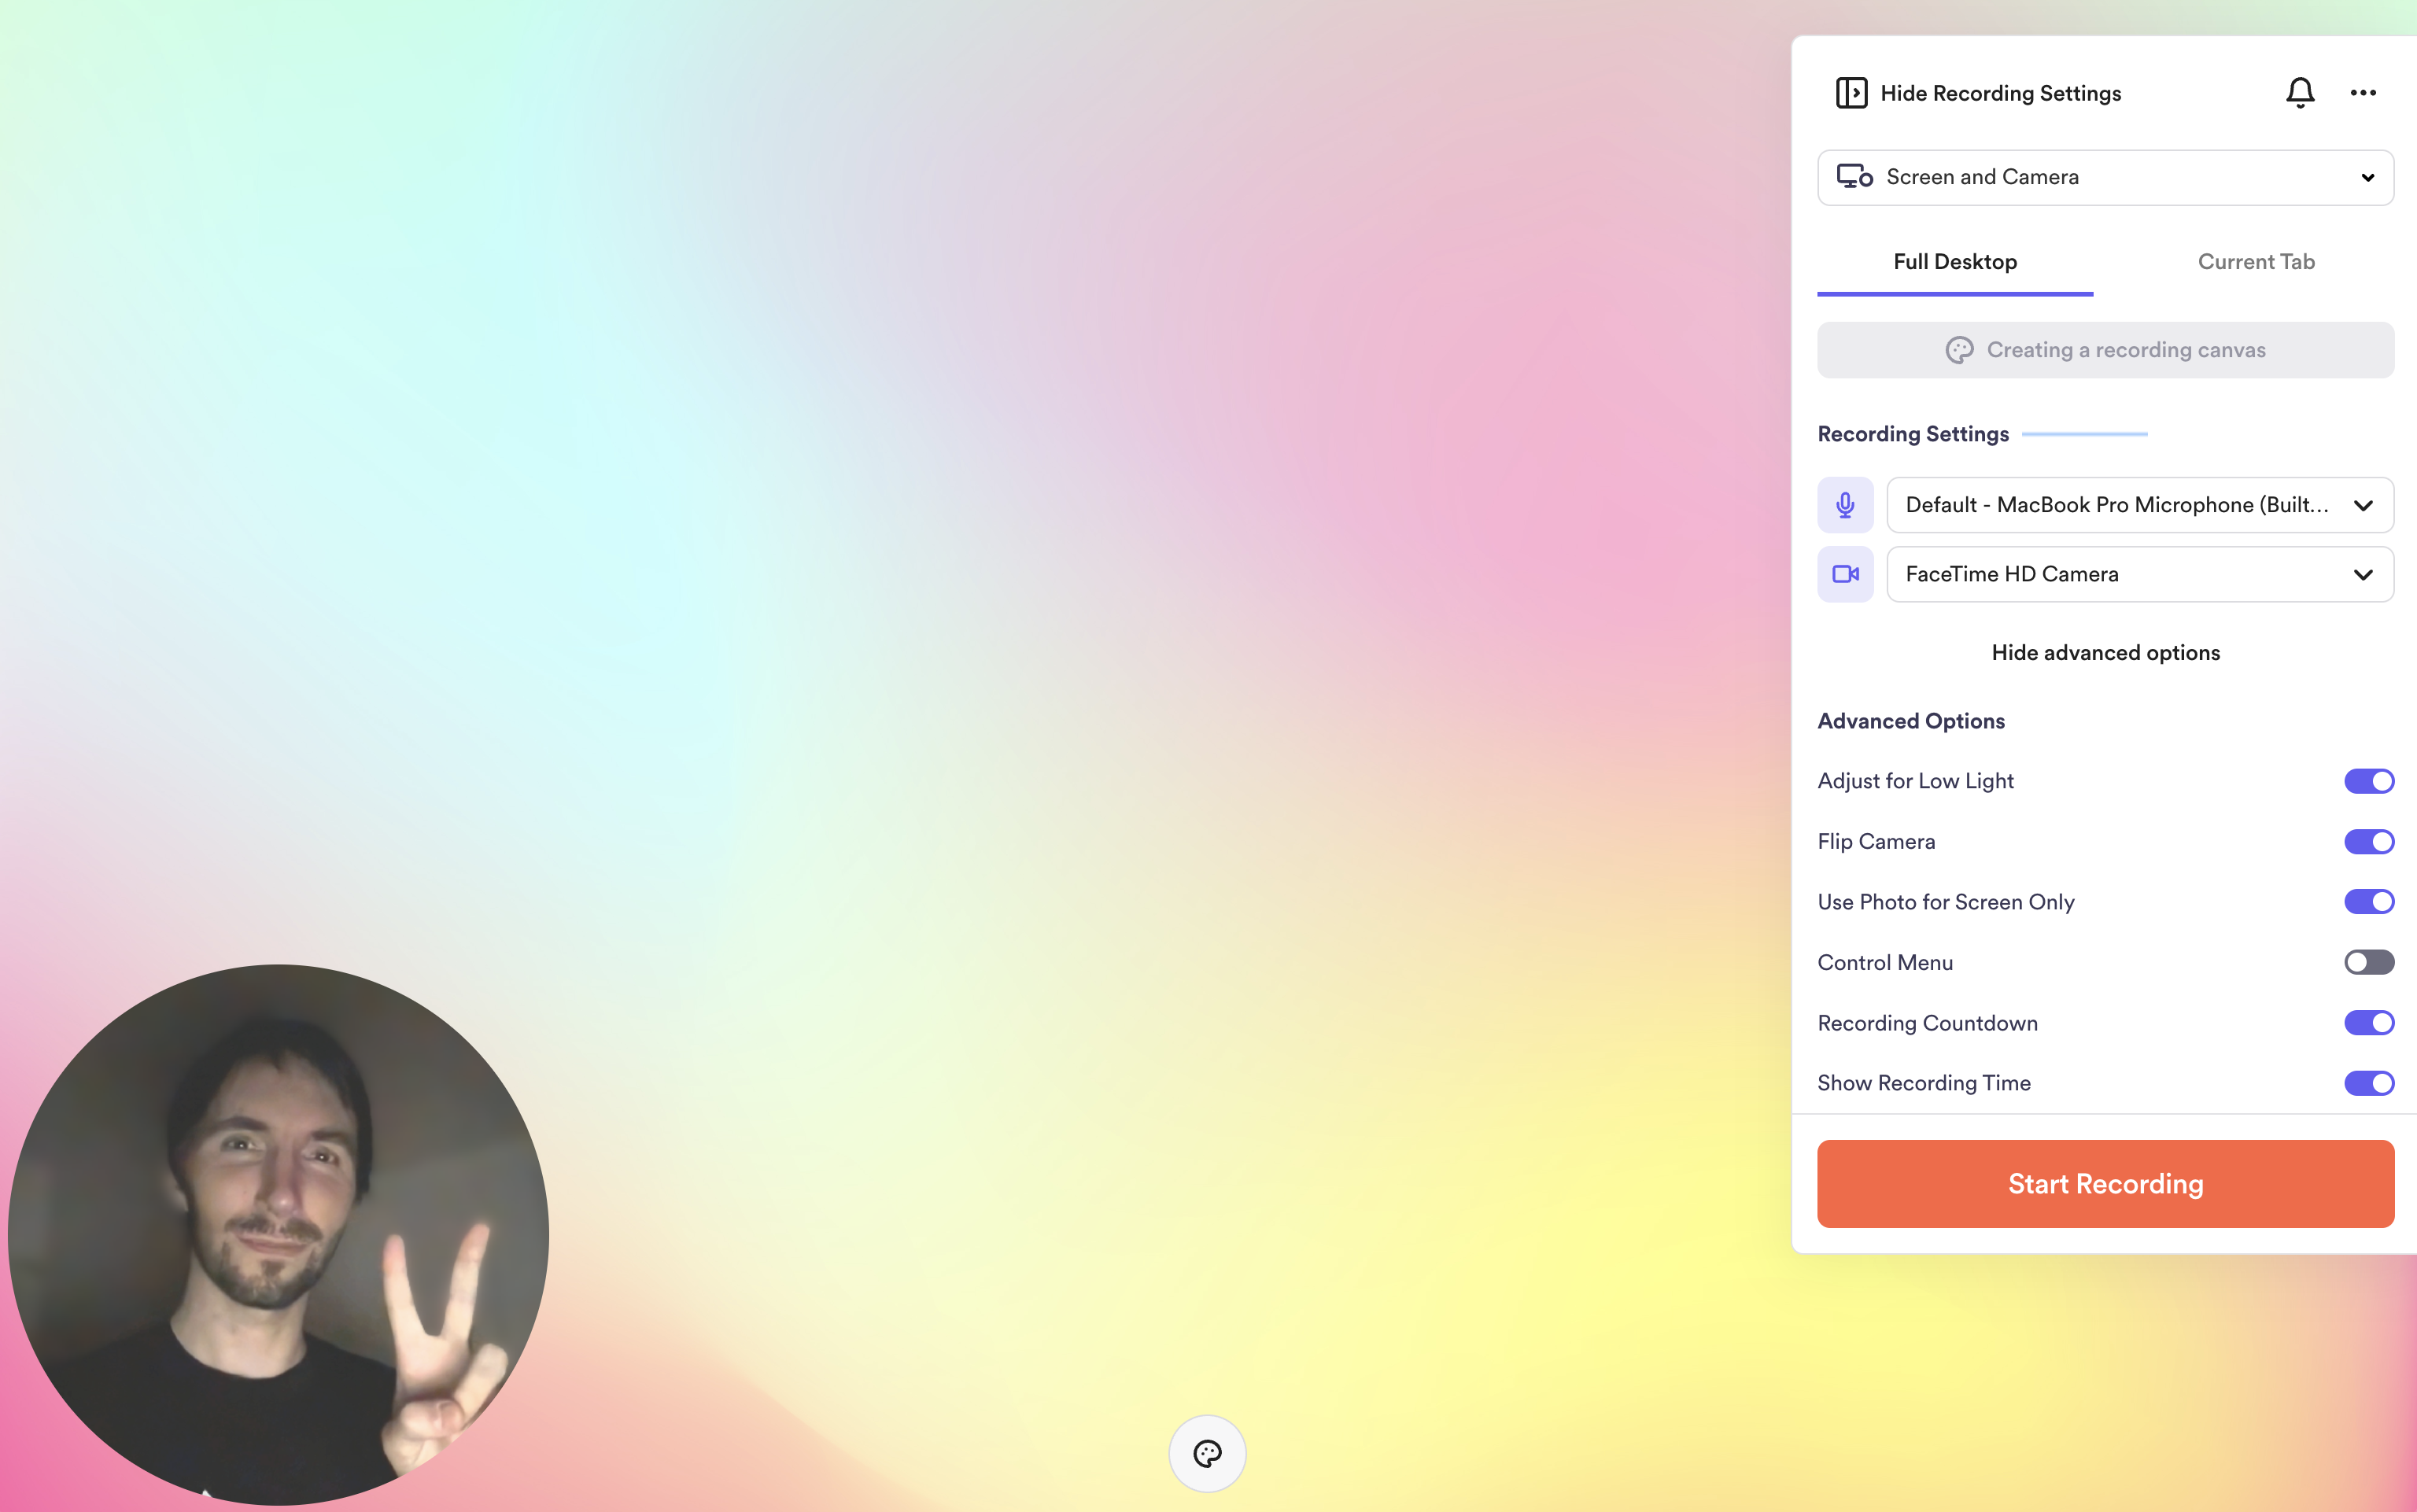 Hide Recording Settings
Screen and Camera
Full Desktop
Current Tab
Creating a recording canvas
Recording Settings
Default - MacBook Pro Microphone (Built...
FaceTime HD Camera
Hide advanced options
Advanced Options
Adjust for Low Light
Flip Camera
Use Photo for Screen Only
Control Menu
Recording Countdown
Show Recording Time
Start Recording